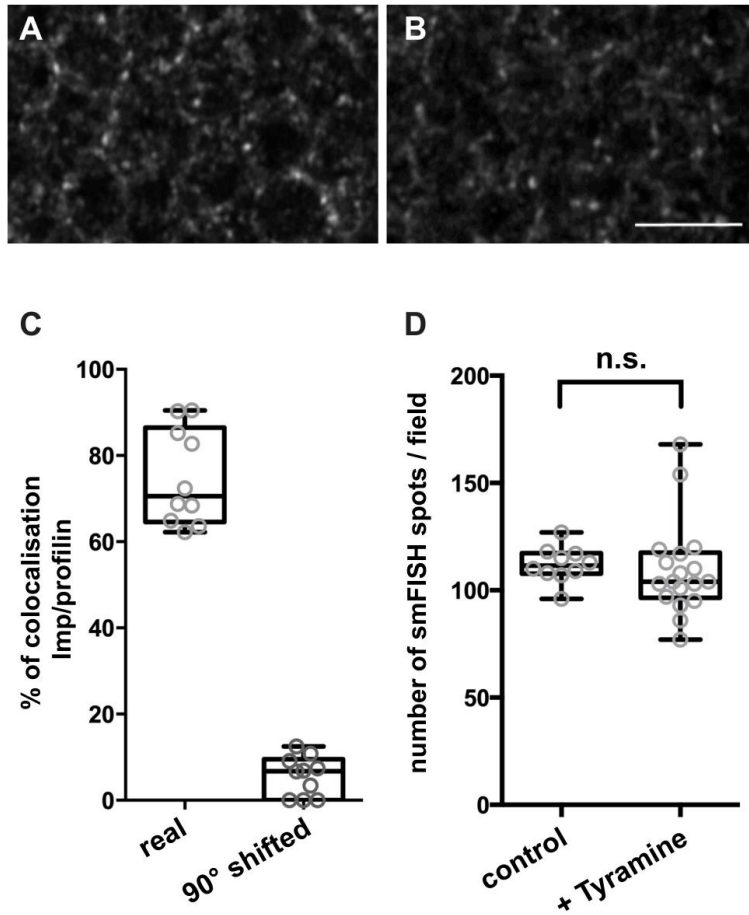 A
B
C
% of colocalisation
Imp/profilin
100
80
60
40
20
0
real
90° shifted
D
n.s.
number of smFISH spots / field
200
150
100
50
0
control
+ Tyramine